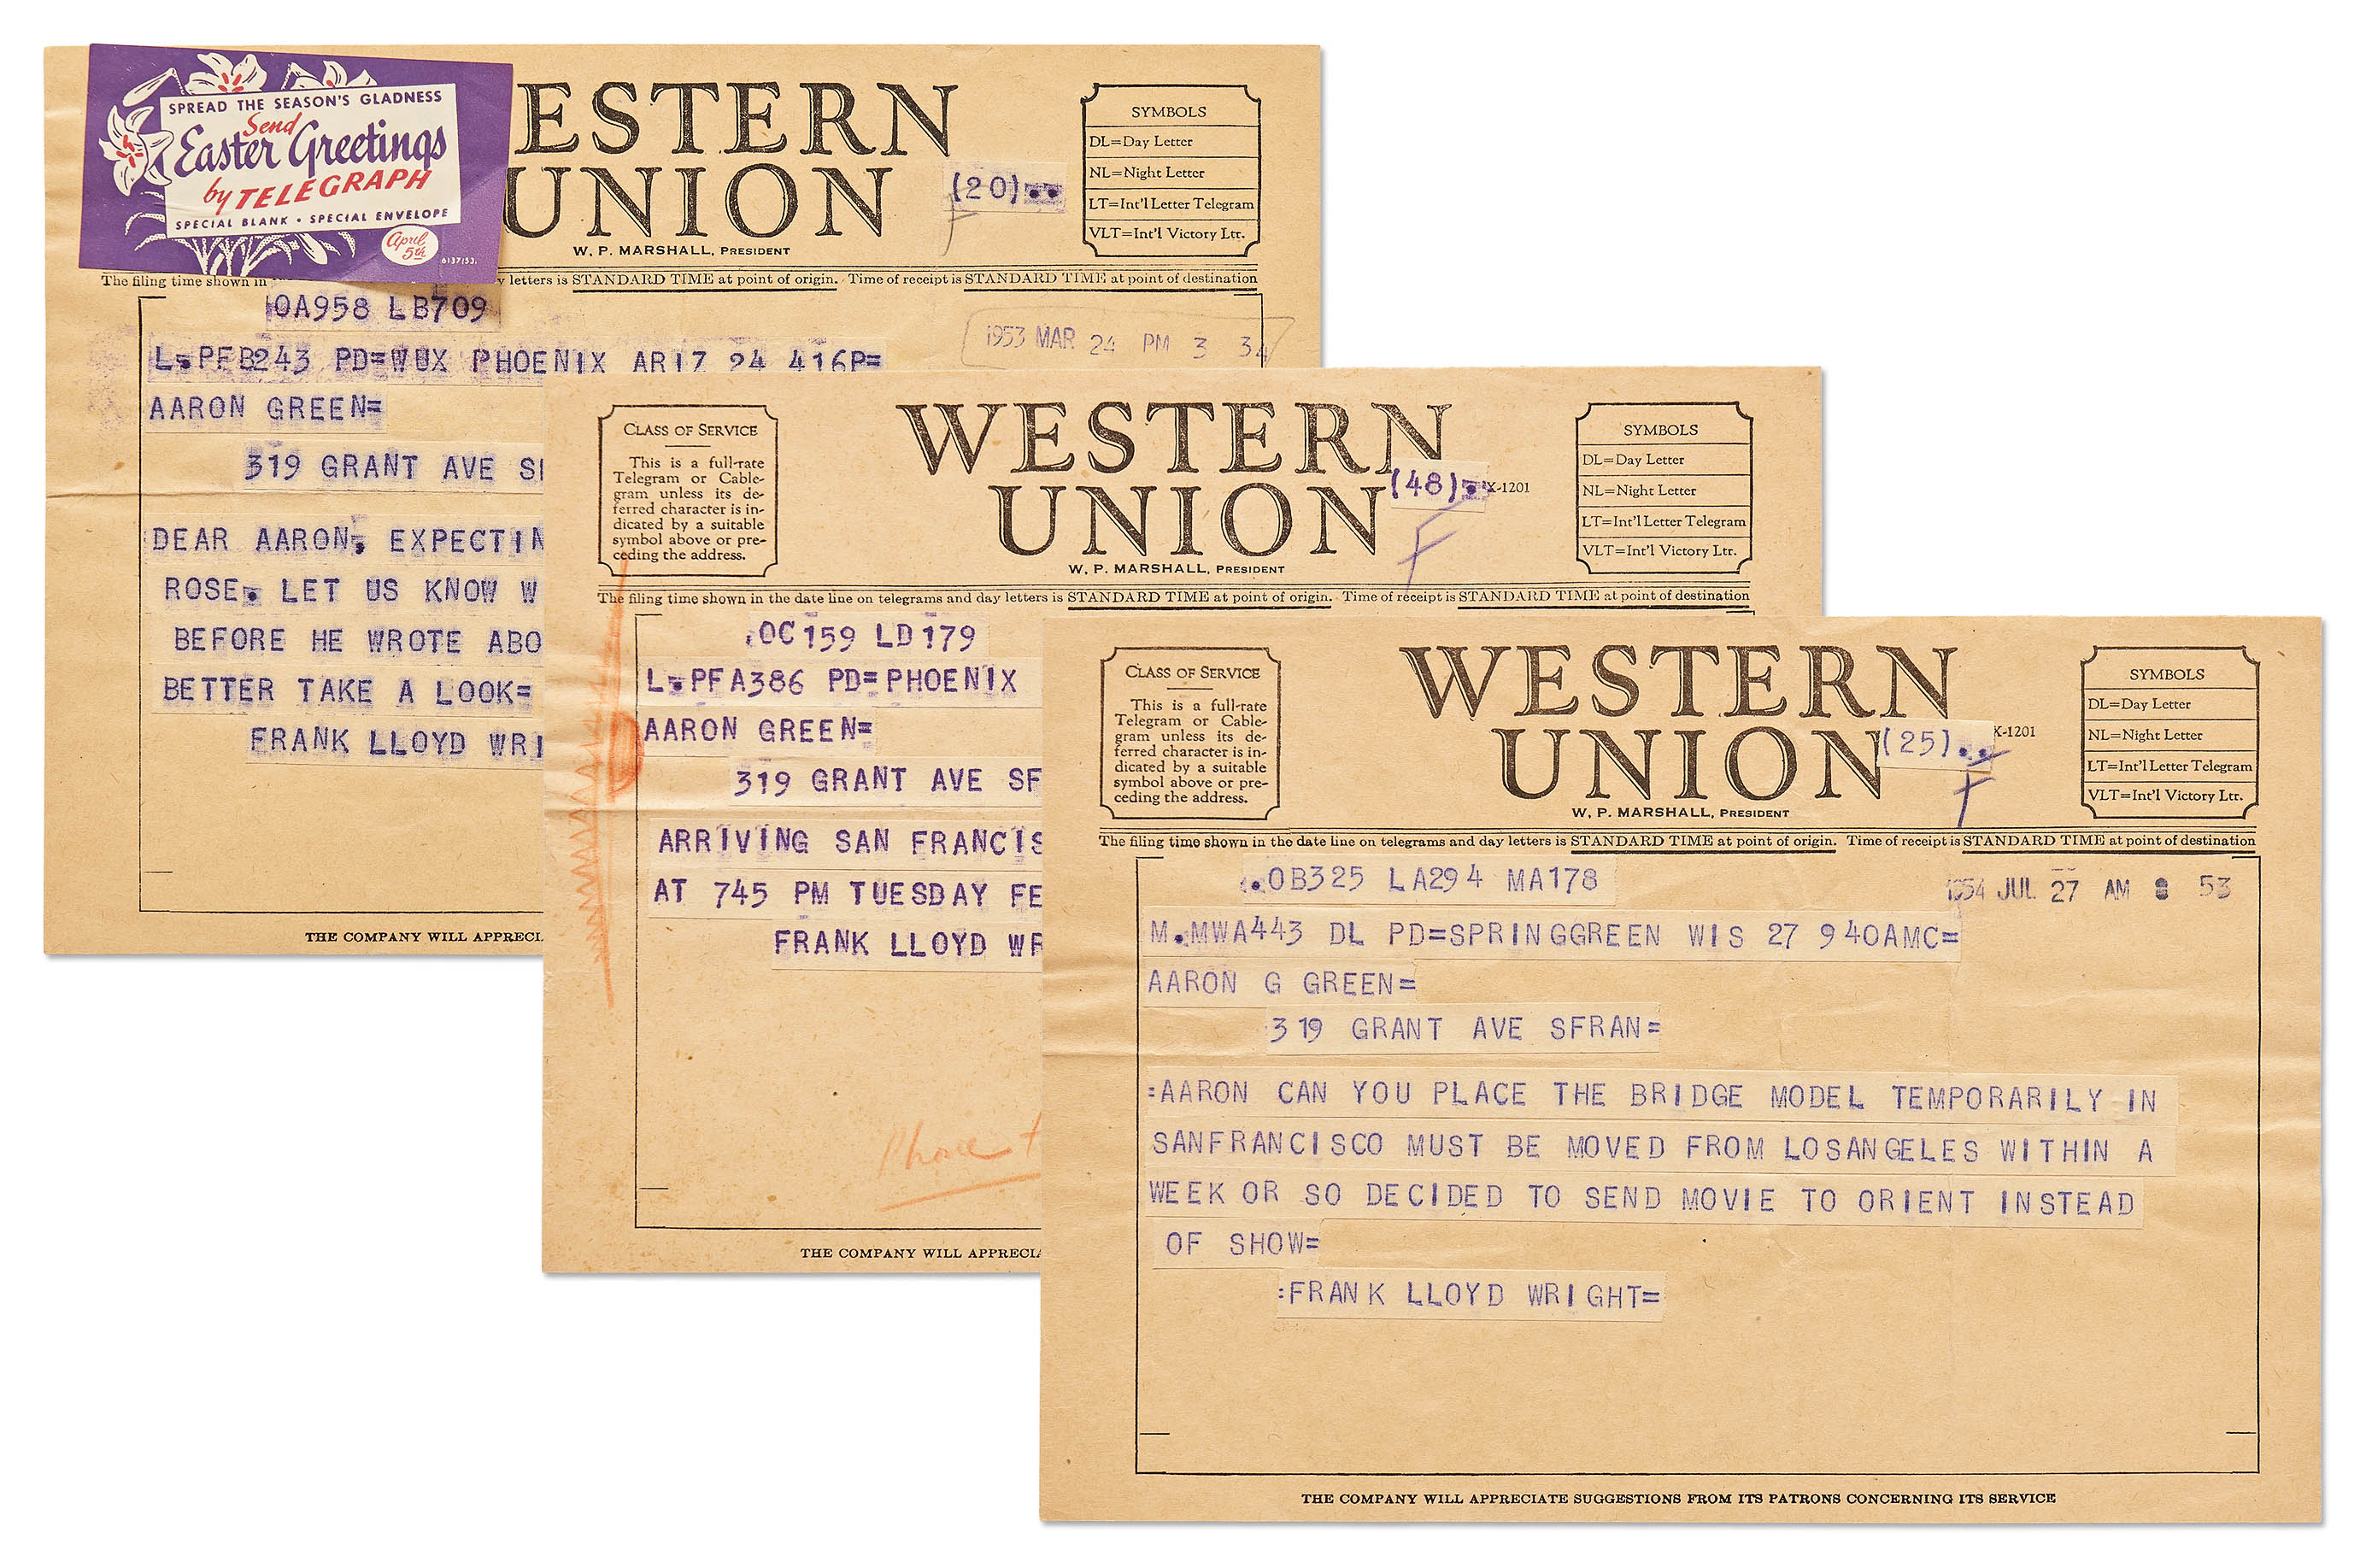 SPREAD THE SEASON'S GLADNESS
Send
Easter Greetings
by TELEGRAPH
SPECIAL BLANK • SPECIAL ENVELOPE
April
5th
ESTERN
UNION
(20)
W. P. MARSHALL, PRESIDENT
SYMBOLS
DL=Day Letter
NL=Night Letter
LT=Int'l Letter Telegram
VLT=Int'l Victory Ltr.
The filing time shown in
y letters is STANDARD TIME at point of origin. Time of receipt is STANDARD TIME at point of destination
OA958 LB709
1953 MAR 24 PM 3 34
L.PFB243 PD=WUX PHOENIX ARIZ 24 416P=
AARON GREEN=
319 GRANT AVE S
DEAR AARON, EXPECTIN
ROSE. LET US KNOW W
BEFORE HE WROTE ABO
BETTER TAKE A LOOK=
FRANK LLOYD WRI
THE COMPANY WILL APPRECI
CLASS OF SERVICE
This is a full-rate
Telegram or Cable-
gram unless its de-
ferred character is in-
dicated by a suitable
symbol above or pre-
ceding the address.
WESTERN
UNION
(48).
X-1201
F
W. P. MARSHALL, PRESIDENT
SYMBOLS
DL=Day Letter
NL=Night Letter
LT=Int'l Letter Telegram
VLT=Int'l Victory Ltr.
The filing time shown in the date line on telegrams and day letters is STANDARD TIME at point of origin. Time of receipt is STANDARD TIME at point of destination
.OC159 LD179
L.PFA386 PD=PHOENIX
AARON GREEN=
319 GRANT AVE SF
ARRIVING SAN FRANCIS
AT 745 PM TUESDAY FE
FRANK LLOYD WR
Phone t
THE COMPANY WILL APPRECIA
CLASS OF SERVICE
This is a full-rate
Telegram or Cable-
gram unless its de-
ferred character is in-
dicated by a suitable
symbol above or pre-
ceding the address.
WESTERN
UNION
(25)..
X-1201
F
W. P. MARSHALL, PRESIDENT
SYMBOLS
DL=Day Letter
NL=Night Letter
LT=Int'l Letter Telegram
VLT=Int'l Victory Ltr.
The filing time shown in the date line on telegrams and day letters is STANDARD TIME at point of origin. Time of receipt is STANDARD TIME at point of destination
.OB325 LA294 MA178
1954 JUL 27 AM 8 53
M.MWA443 DL PD=SPRINGGREEN WIS 27 940AMC=
AARON G GREEN=
319 GRANT AVE SFRAN=
:AARON CAN YOU PLACE THE BRIDGE MODEL TEMPORARILY IN
SANFRANCISCO MUST BE MOVED FROM LOSANGELES WITHIN A
WEEK OR SO DECIDED TO SEND MOVIE TO ORIENT INSTEAD
OF SHOW=
:FRANK LLOYD WRIGHT=
THE COMPANY WILL APPRECIATE SUGGESTIONS FROM ITS PATRONS CONCERNING ITS SERVICE